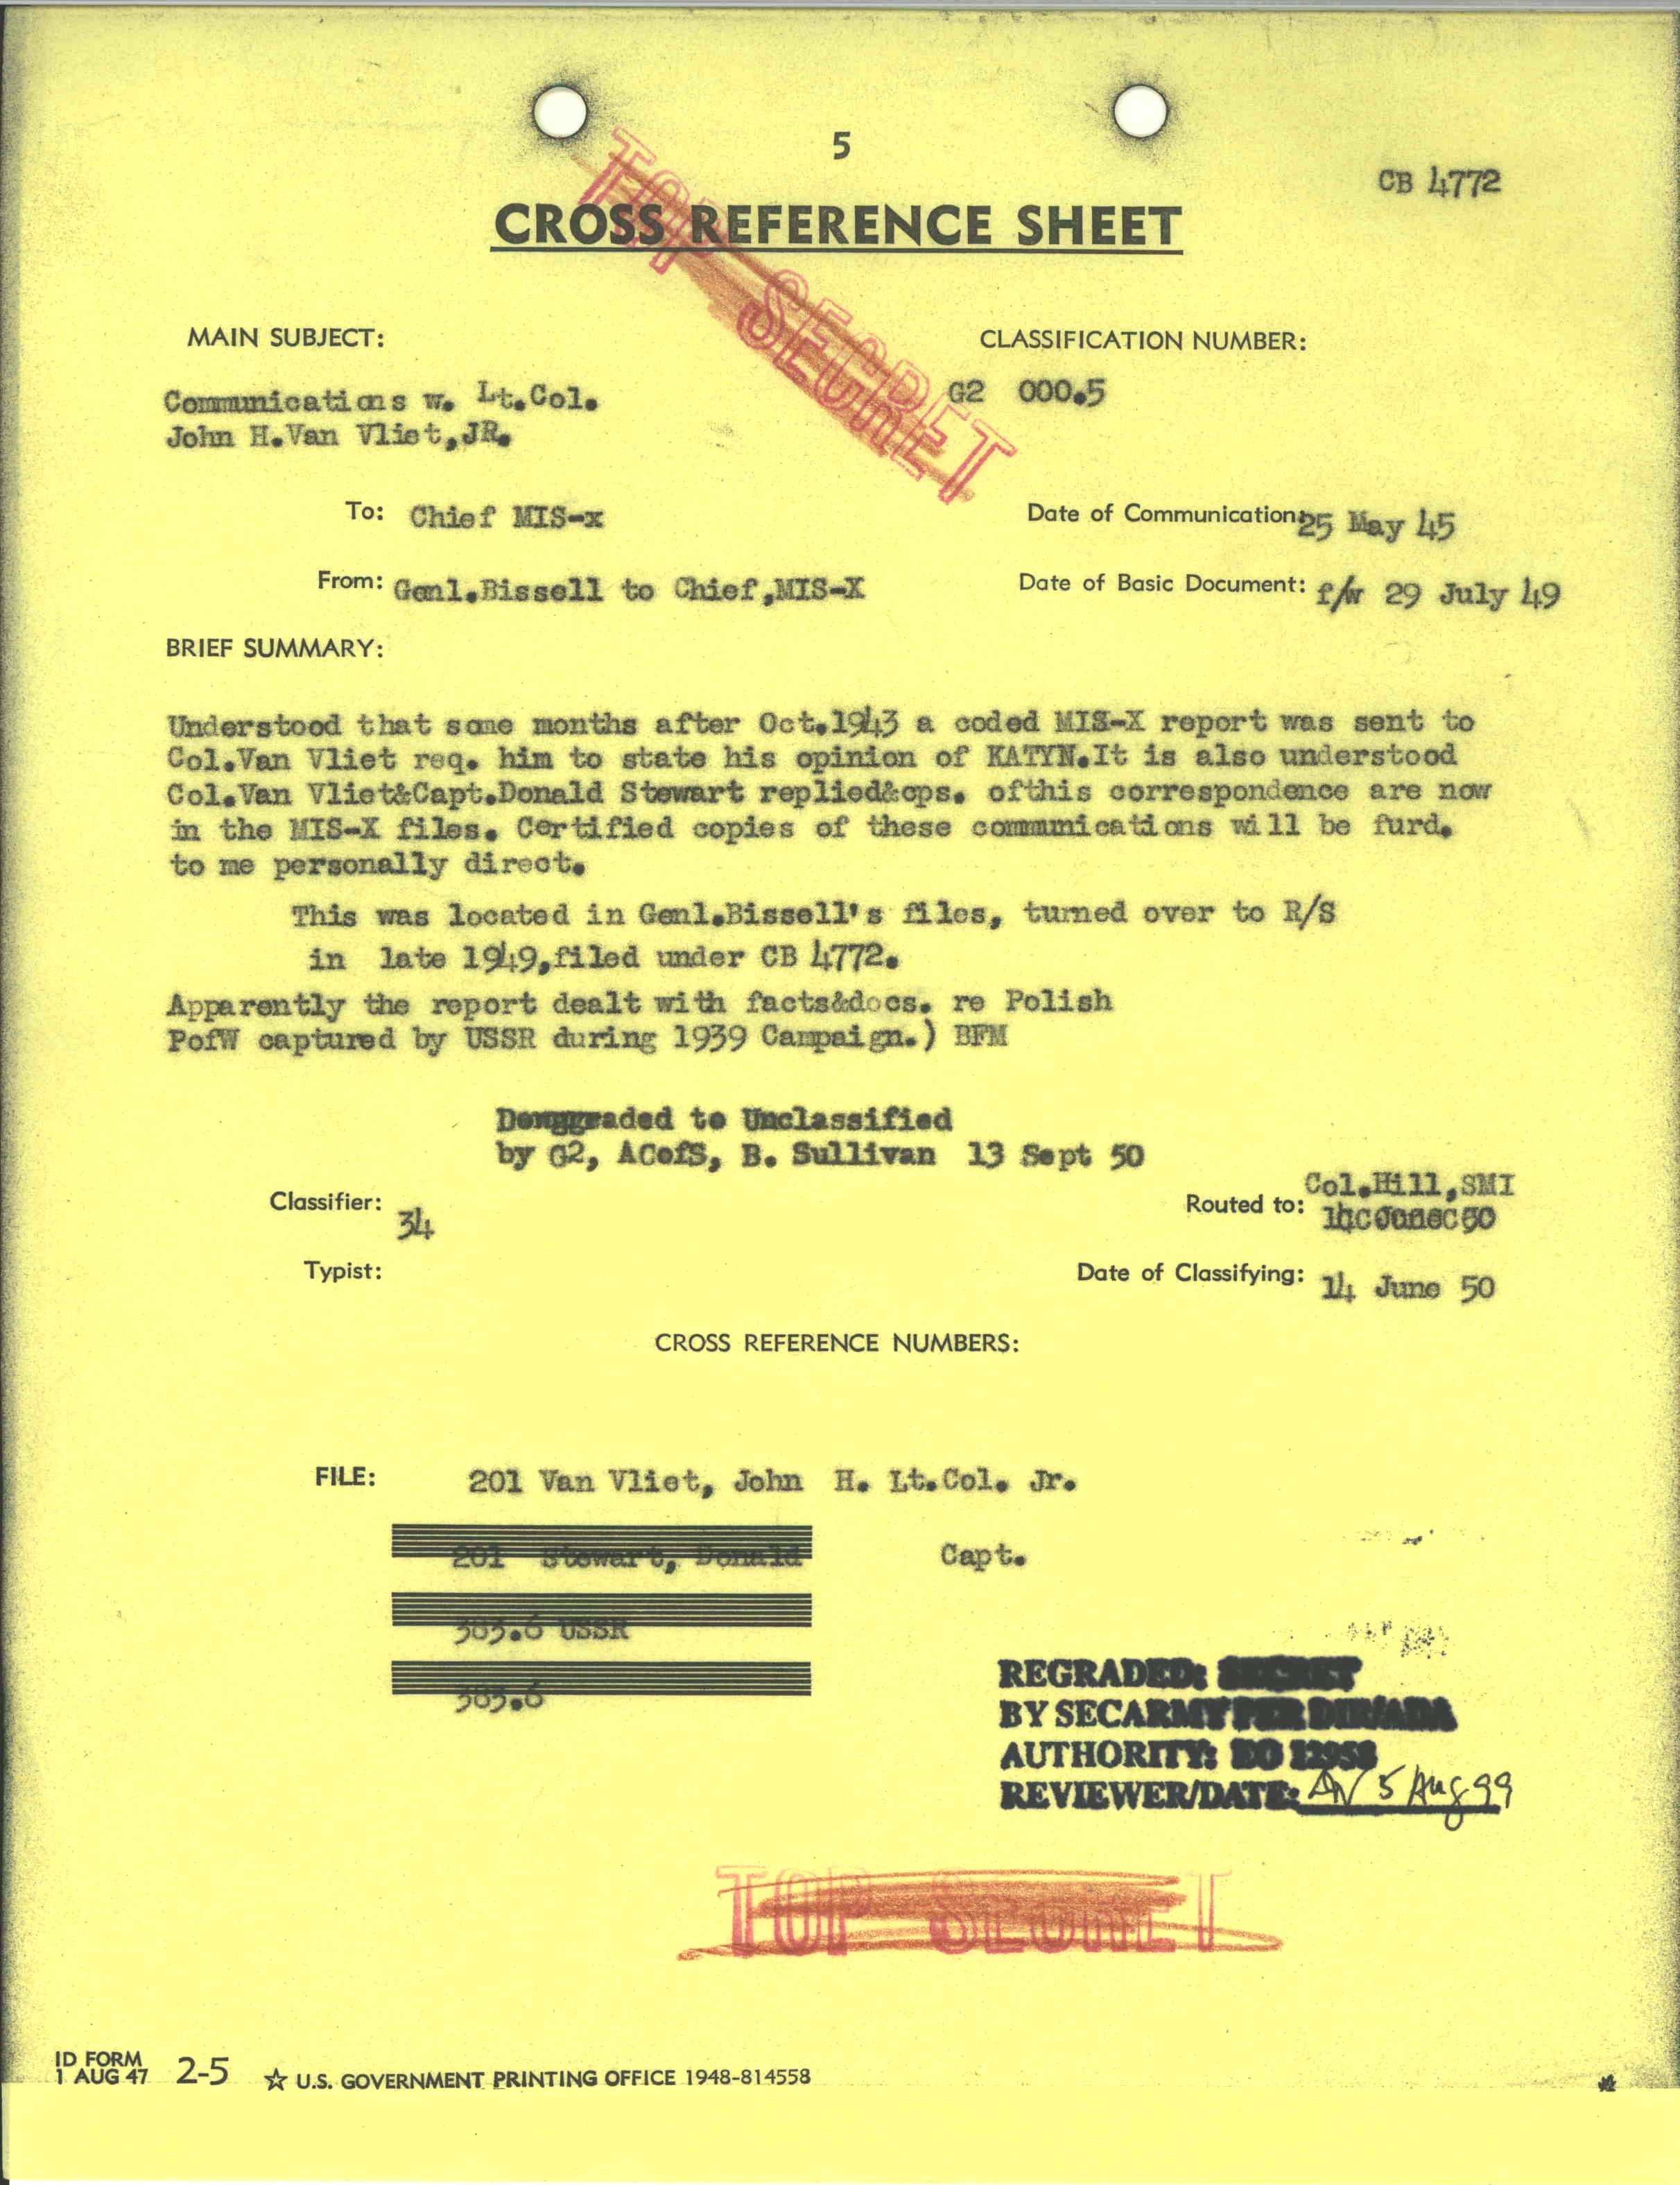 5
CB 4772
TOP SECRET
CROSS REFERENCE SHEET
MAIN SUBJECT:
CLASSIFICATION NUMBER:
Communications w. Lt.Col.
John H.Van Vliet,JR.
G2 000.5
To: Chief MIS-x
Date of Communication: 25 May 45
From: Genl.Bissell to Chief,MIS-X
Date of Basic Document: f/w 29 July 49
BRIEF SUMMARY:
Understood that some months after Oct.1943 a coded MIS-X report was sent to
Col.Van Vliet req. him to state his opinion of KATYN.It is also understood
Col.Van Vliet&Capt.Donald Stewart replied&cps. ofthis correspondence are now
in the MIS-X files. Certified copies of these communications will be furd.
to me personally direct.
This was located in Genl.Bissell's files, turned over to R/S
in late 1949,filed under CB 4772.
Apparently the report dealt with facts&docs. re Polish
PofW captured by USSR during 1939 Campaign.) BFM
to Unclassified
by G2, ACofS, B. Sullivan 13 Sept 50
Classifier: 34
Routed to: Col.Hill,SMI
Typist:
Date of Classifying: 14 June 50
CROSS REFERENCE NUMBERS:
FILE: 201 Van Vliet, John H. Lt.Col. Jr.
201 Stewart, Donald Capt.
383.6 USSR
383.6
REGRADED: SECRET
BY SECARMY PER DIR/ADA
AUTHORITY: EO 12958
REVIEWER/DATE: 5 Aug 99
TOP SECRET
ID FORM
1 AUG 47 2-5 ☆ U.S. GOVERNMENT PRINTING OFFICE 1948-814558